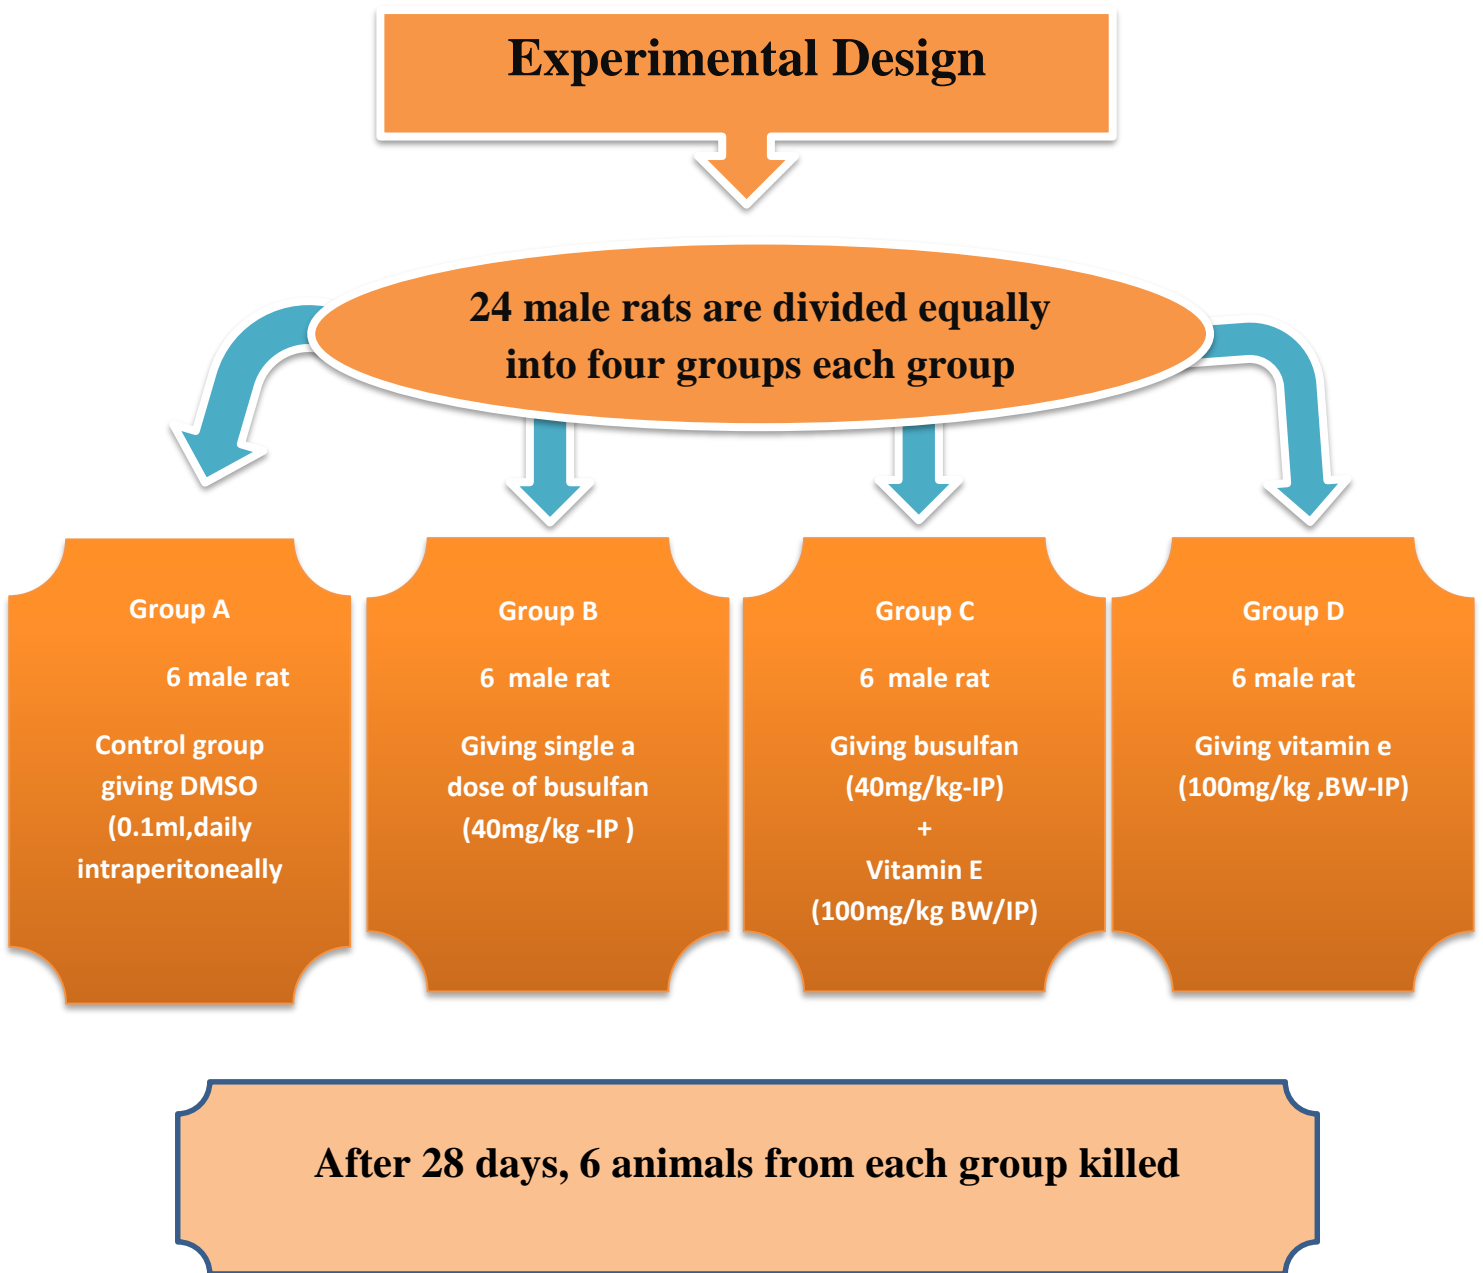 Experimental Design
24 male rats are divided equally
into four groups each group
Group A
6 male rat
Control group
giving DMSO
(0.1ml,daily
intraperitoneally
Group B
6 male rat
Giving single a
dose of busulfan
(40mg/kg -IP )
Group C
6 male rat
Giving busulfan
(40mg/kg-IP)
+
Vitamin E
(100mg/kg BW/IP)
Group D
6 male rat
Giving vitamin e
(100mg/kg ,BW-IP)
After 28 days, 6 animals from each group killed